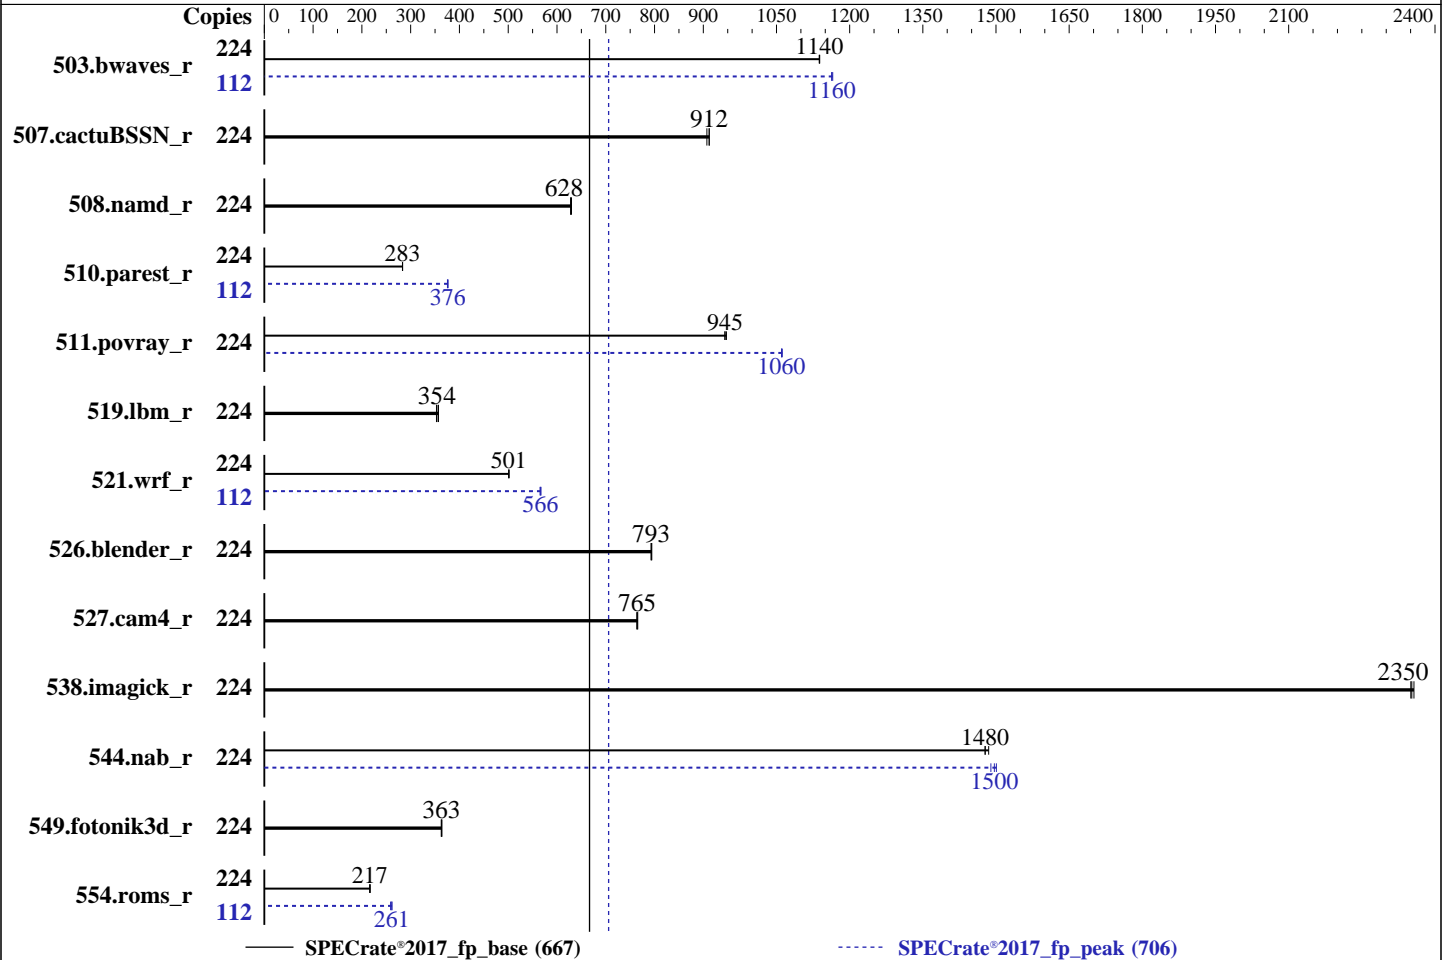 Copies 0 100 200 300 400 500 600 700 800 900 1050 1200 1350 1500 1650 1800 1950 2100 2400
503.bwaves_r 224 1140
112 1160
507.cactuBSSN_r 224 912
508.namd_r 224 628
510.parest_r 224 283
112 376
511.povray_r 224 945
1060
519.lbm_r 224 354
521.wrf_r 224 501
112 566
526.blender_r 224 793
527.cam4_r 224 765
538.imagick_r 224 2350
544.nab_r 224 1480
1500
549.fotonik3d_r 224 363
554.roms_r 224 217
112 261
SPECrate®2017_fp_base (667) SPECrate®2017_fp_peak (706)